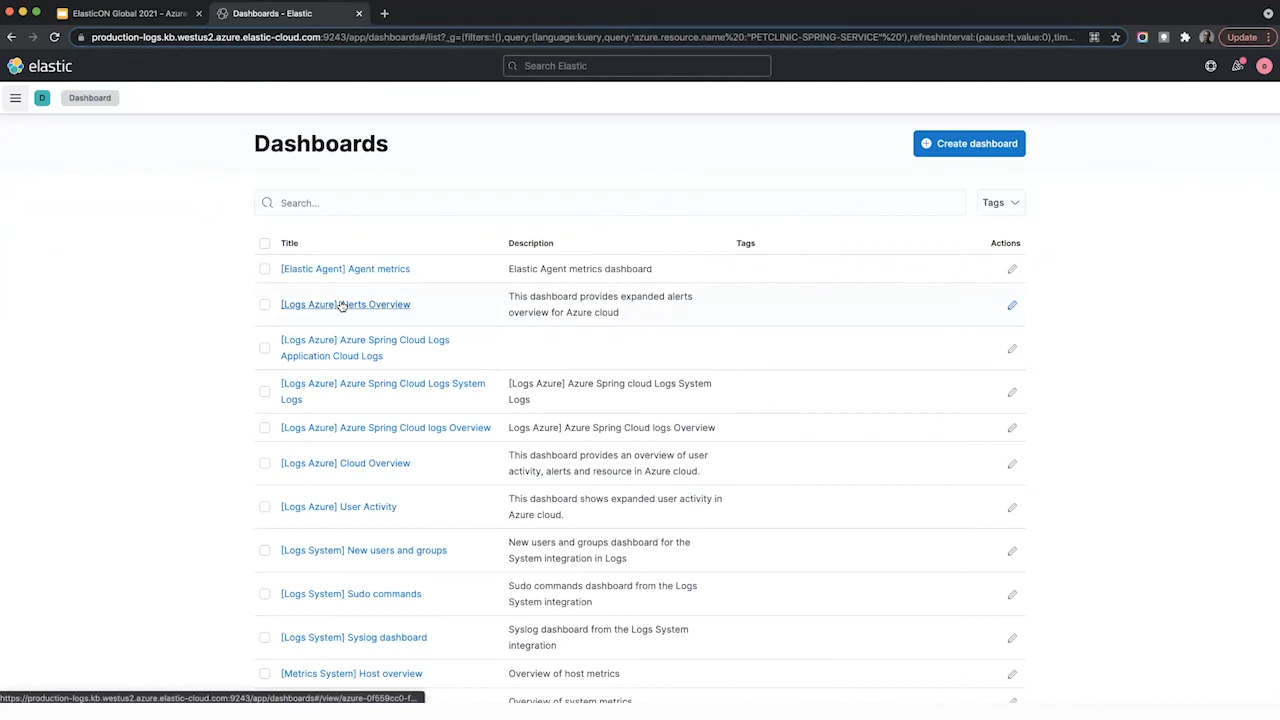 ElasticON Global 2021 - Azure
Dashboards - Elastic
production-logs.kb.westus2.azure.elastic-cloud.com:9243/app/dashboards#/list?_g=(filters:!(),query:(language:kuery,query:'azure.resource.name%20:"PETCLINIC-SPRING-SERVICE"%20'),refreshInterval:(pause:!t,value:0),tim...
Update
elastic
Search Elastic
D
Dashboard
Dashboards
Create dashboard
Search...
Tags
Title Description Tags Actions
[Elastic Agent] Agent metrics Elastic Agent metrics dashboard
[Logs Azure] Alerts Overview This dashboard provides expanded alerts
overview for Azure cloud
[Logs Azure] Azure Spring Cloud Logs
Application Cloud Logs
[Logs Azure] Azure Spring Cloud Logs System [Logs Azure] Azure Spring cloud Logs System
Logs Logs
[Logs Azure] Azure Spring Cloud logs Overview Logs Azure] Azure Spring Cloud logs Overview
[Logs Azure] Cloud Overview This dashboard provides an overview of user
activity, alerts and resource in Azure cloud.
[Logs Azure] User Activity This dashboard shows expanded user activity in
Azure cloud.
[Logs System] New users and groups New users and groups dashboard for the
System integration in Logs
[Logs System] Sudo commands Sudo commands dashboard from the Logs
System integration
[Logs System] Syslog dashboard Syslog dashboard from the Logs System
integration
[Metrics System] Host overview Overview of host metrics
Overview of system metrics
https://production-logs.kb.westus2.azure.elastic-cloud.com:9243/app/dashboards#/view/azure-0f559cc0-f...